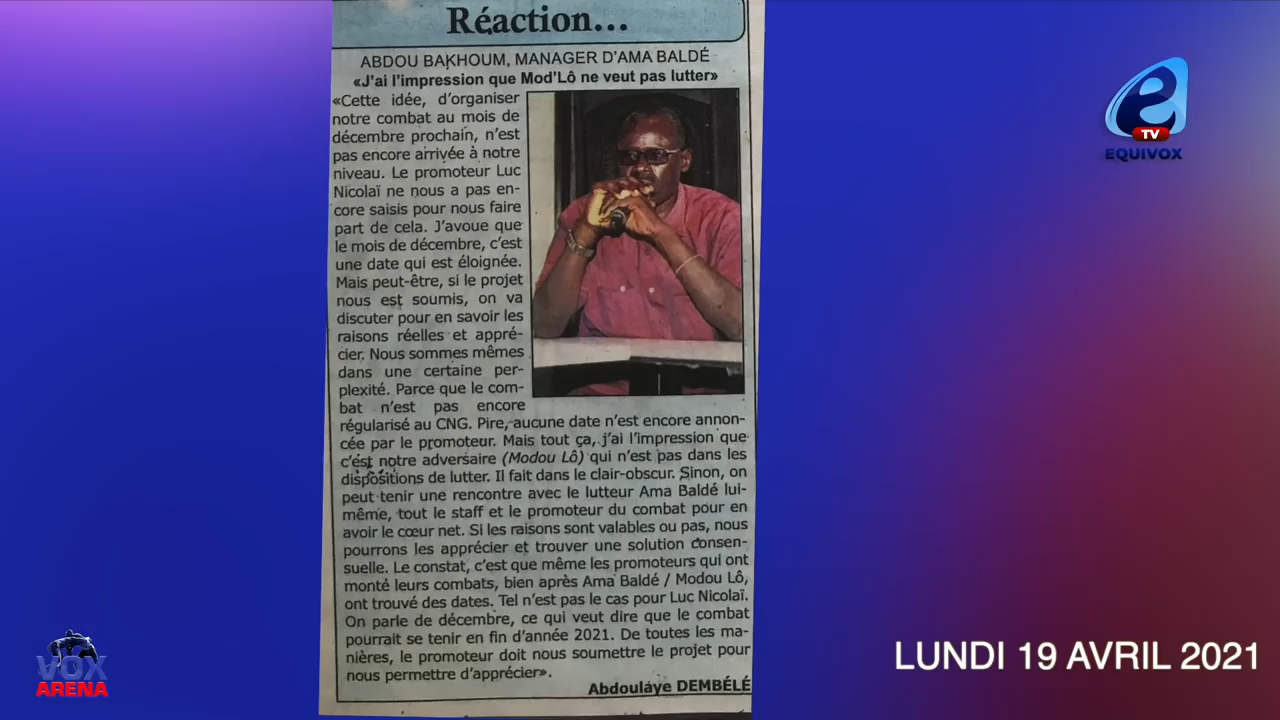 Réaction...
ABDOU BAKHOUM, MANAGER D'AMA BALDÉ
«J'ai l'impression que Mod'Lô ne veut pas lutter»
«Cette idée, d'organiser
notre combat au mois de
décembre prochain, n'est
pas encore arrivée à notre
niveau. Le promoteur Luc
Nicolaï ne nous a pas en-
core saisis pour nous faire
part de cela. J'avoue que
le mois de décembre, c'est
une date qui est éloignée.
Mais peut-être, si le projet
nous est soumis, on va
discuter pour en savoir les
raisons réelles et appré-
cier. Nous sommes mêmes
dans une certaine per-
plexité. Parce que le com-
bat n'est pas encore
régularisé au CNG. Pire, aucune date n'est encore annon-
cée par le promoteur. Mais tout ça, j'ai l'impression que
c'est notre adversaire (Modou Lô) qui n'est pas dans les
dispositions de lutter. Il fait dans le clair-obscur. Sinon, on
peut tenir une rencontre avec le lutteur Ama Baldé lui-
même, tout le staff et le promoteur du combat pour en
avoir le cœur net. Si les raisons sont valables ou pas, nous
pourrons les apprécier et trouver une solution consen-
suelle. Le constat, c'est que même les promoteurs qui ont
monté leurs combats, bien après Ama Baldé / Modou Lô,
ont trouvé des dates. Tel n'est pas le cas pour Luc Nicolaï.
On parle de décembre, ce qui veut dire que le combat
pourrait se tenir en fin d'année 2021. De toutes les ma-
nières, le promoteur doit nous soumettre le projet pour
nous permettre d'apprécier».
Abdoulaye DEMBÉLÉ
e
TV
EQUIVOX
VOX
ARENA
LUNDI 19 AVRIL 2021